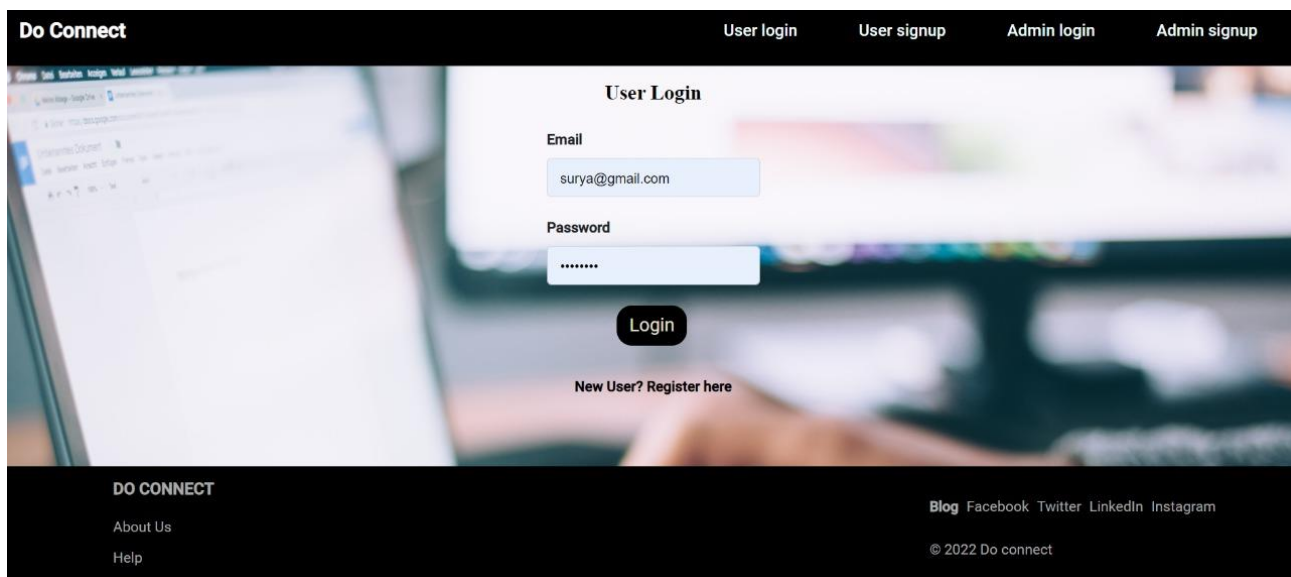 Do Connect User login User signup Admin login Admin signup
User Login
Email
surya@gmail.com
Password
••••••••
Login
New User? Register here
DO CONNECT
About Us
Help
Blog Facebook Twitter LinkedIn Instagram
© 2022 Do connect